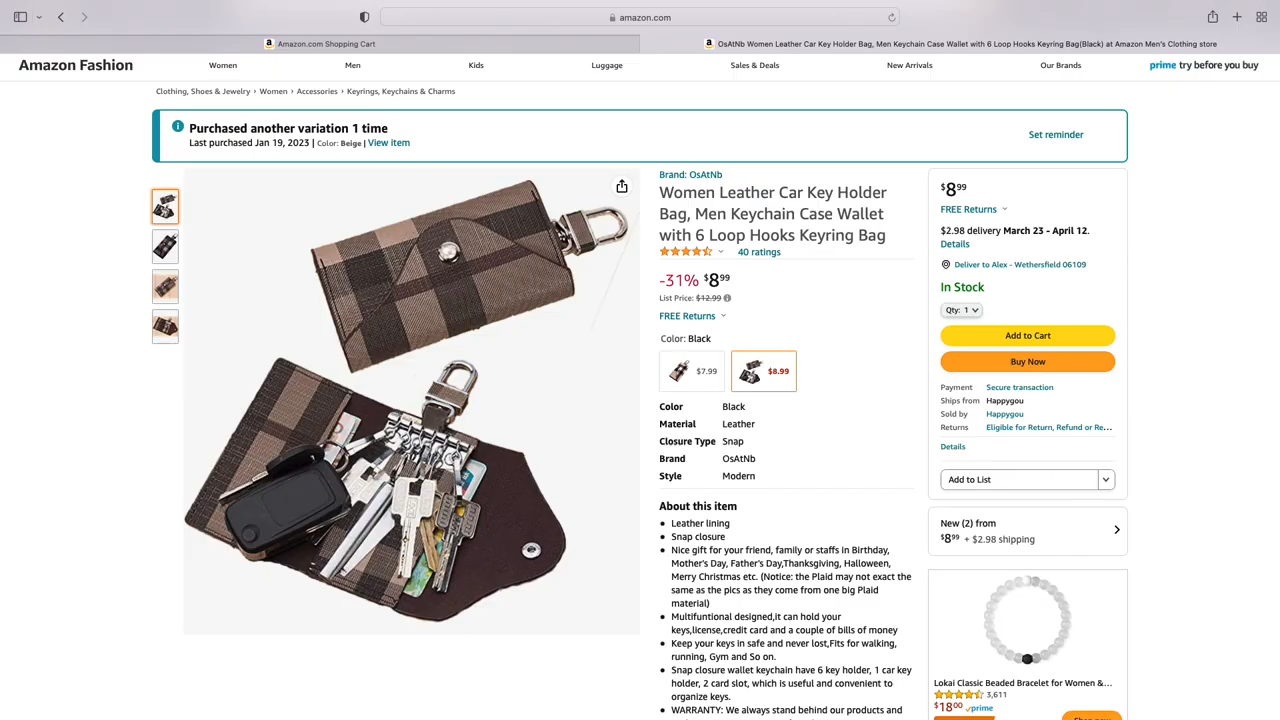 amazon.com
Amazon.com Shopping Cart
OsAtNb Women Leather Car Key Holder Bag, Men Keychain Case Wallet with 6 Loop Hooks Keyring Bag(Black) at Amazon Men's Clothing store
Amazon Fashion
Women
Men
Kids
Luggage
Sales & Deals
New Arrivals
Our Brands
prime try before you buy
Clothing, Shoes & Jewelry › Women › Accessories › Keyrings, Keychains & Charms
Purchased another variation 1 time
Last purchased Jan 19, 2023 | Color: Beige | View item
Set reminder
Brand: OsAtNb
Women Leather Car Key Holder
Bag, Men Keychain Case Wallet
with 6 Loop Hooks Keyring Bag
40 ratings
-31% $8 99
List Price: $12.99
FREE Returns
Color: Black
$7.99
$8.99
Color Black
Material Leather
Closure Type Snap
Brand OsAtNb
Style Modern
About this item
• Leather lining
• Snap closure
• Nice gift for your friend, family or staffs in Birthday,
Mother's Day, Father's Day,Thanksgiving, Halloween,
Merry Christmas etc. (Notice: the Plaid may not exact the
same as the pics as they come from one big Plaid
material)
• Multifuntional designed,it can hold your
keys,license,credit card and a couple of bills of money
• Keep your keys in safe and never lost,Fits for walking,
running, Gym and So on.
• Snap closure wallet keychain have 6 key holder, 1 car key
holder, 2 card slot, which is useful and convenient to
organize keys.
• WARRANTY: We always stand behind our products and
$8 99
FREE Returns
$2.98 delivery March 23 - April 12.
Details
Deliver to Alex - Wethersfield 06109
In Stock
Qty: 1
Add to Cart
Buy Now
Payment Secure transaction
Ships from Happygou
Sold by Happygou
Returns Eligible for Return, Refund or Re...
Details
Add to List
New (2) from
$8 99 + $2.98 shipping
Lokai Classic Beaded Bracelet for Women &...
3,611
$18 00 prime